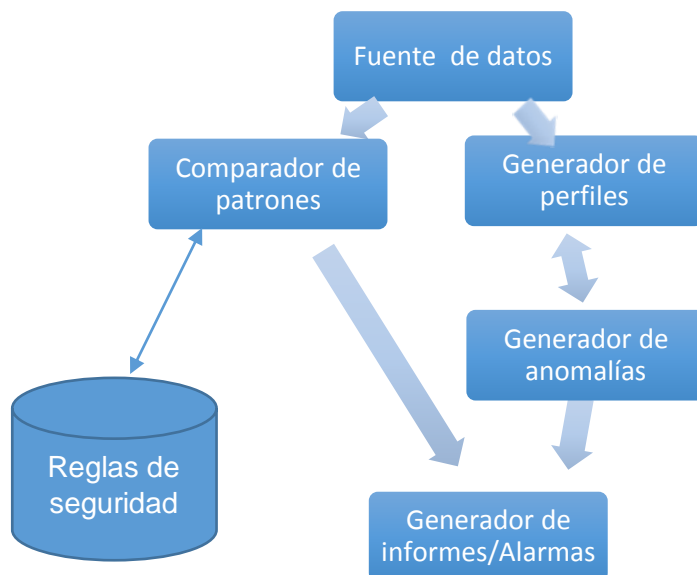 Fuente de datos
Comparador de
patrones
Generador de
perfiles
Generador de
anomalías
Reglas de
seguridad
Generador de
informes/Alarmas